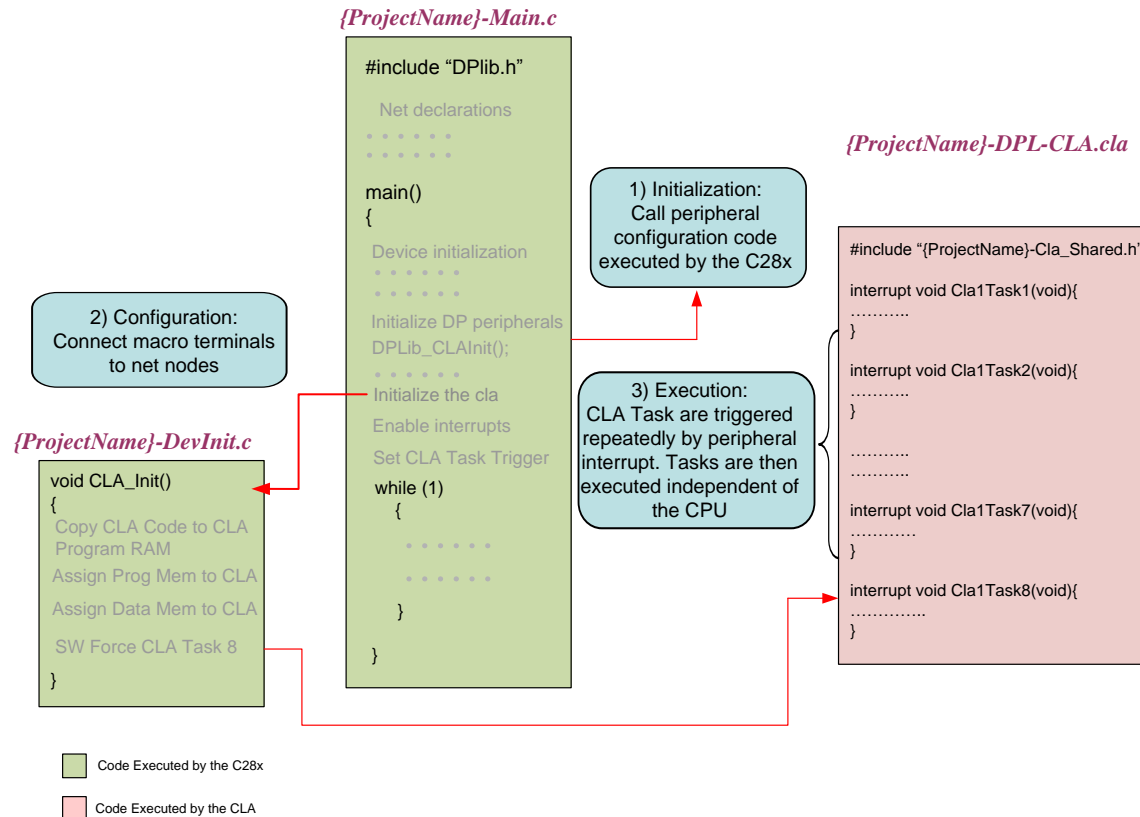 {ProjectName}-Main.c
#include “DPlib.h”
Net declarations
• • • • • •
• • • • • •
main()
{
Device initialization
• • • • • •
• • • • • •
Initialize DP peripherals
DPLib_CLAInit();
• • • • • •
Initialize the cla
Enable interrupts
Set CLA Task Trigger
while (1)
{
• • • • • •
• • • • • •
}
}
1) Initialization:
Call peripheral
configuration code
executed by the C28x
2) Configuration:
Connect macro terminals
to net nodes
3) Execution:
CLA Task are triggered
repeatedly by peripheral
interrupt. Tasks are then
executed independent of
the CPU
{ProjectName}-DevInit.c
void CLA_Init()
{
Copy CLA Code to CLA
Program RAM
Assign Prog Mem to CLA
Assign Data Mem to CLA
SW Force CLA Task 8
}
{ProjectName}-DPL-CLA.cla
#include “{ProjectName}-Cla_Shared.h”
interrupt void Cla1Task1(void){
………..
}
interrupt void Cla1Task2(void){
………..
}
………..
………..
interrupt void Cla1Task7(void){
…………
}
interrupt void Cla1Task8(void){
…………..
}
Code Executed by the C28x
Code Executed by the CLA